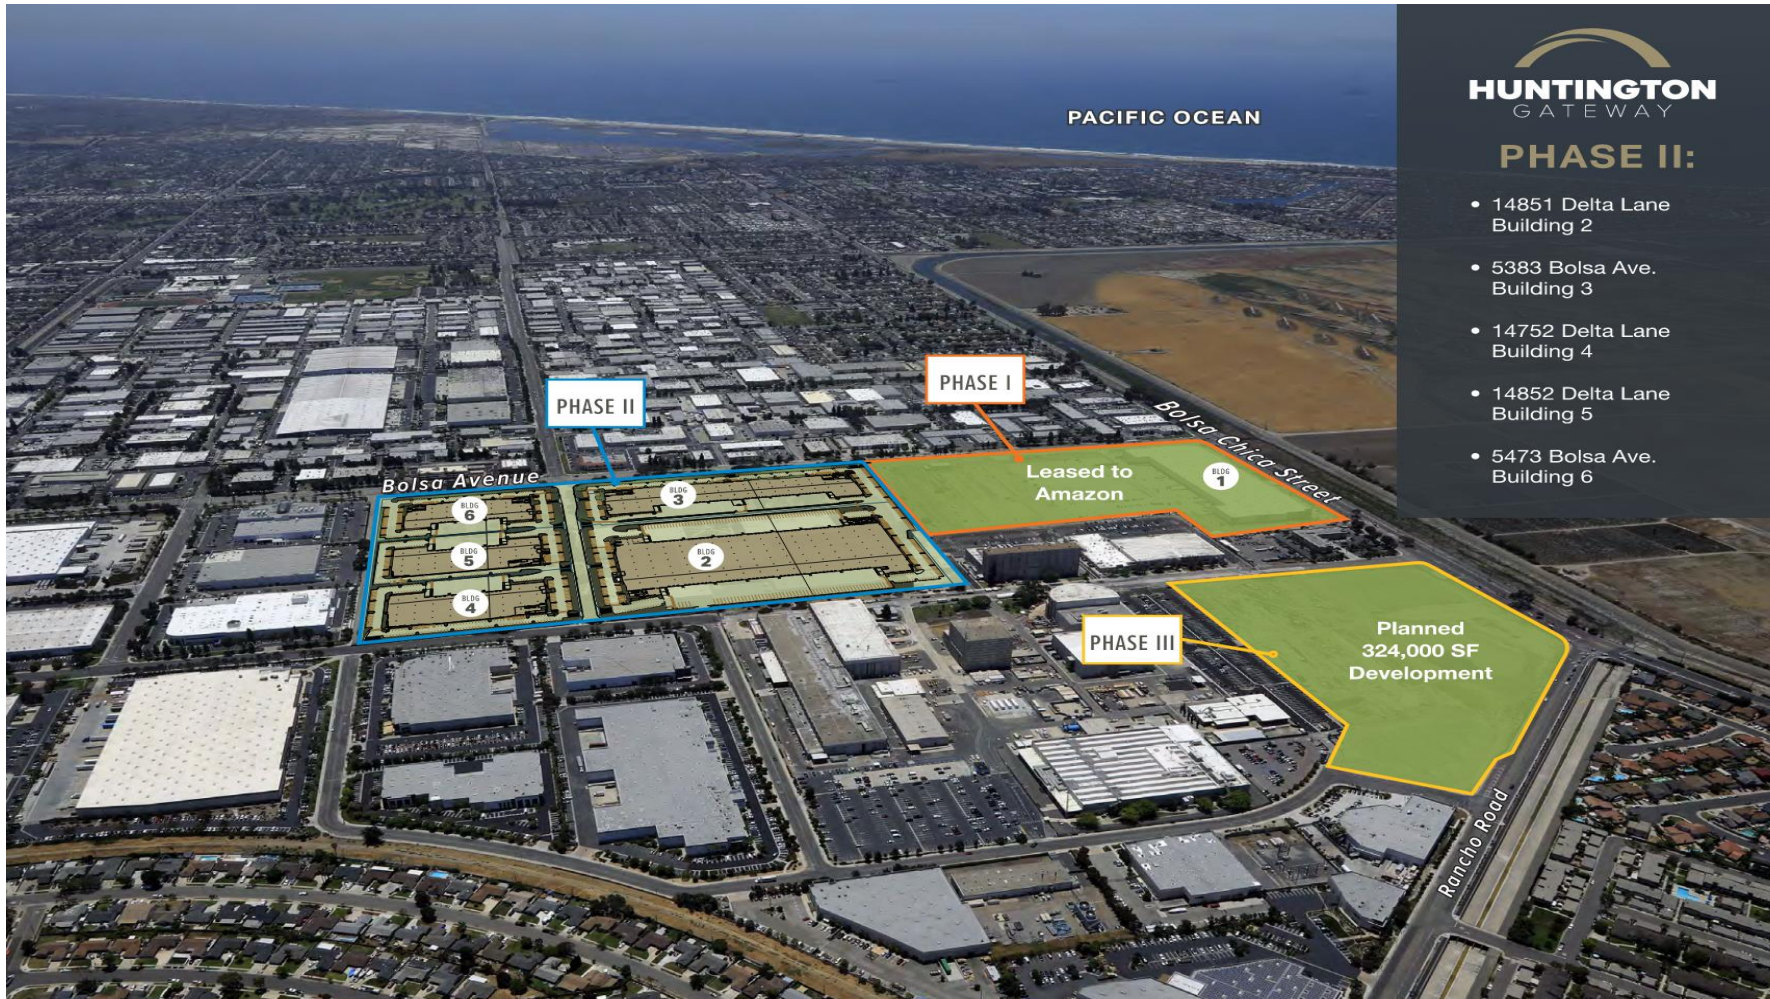 HUNTINGTON
GATEWAY
PHASE II:
• 14851 Delta Lane
Building 2
• 5383 Bolsa Ave.
Building 3
• 14752 Delta Lane
Building 4
• 14852 Delta Lane
Building 5
• 5473 Bolsa Ave.
Building 6
PACIFIC OCEAN
PHASE I
PHASE II
Bolsa Chica Street
Bolsa Avenue
Leased to
Amazon
BLDG
1
BLDG
3
BLDG
6
BLDG
5
BLDG
2
BLDG
4
PHASE III
Planned
324,000 SF
Development
Rancho Road